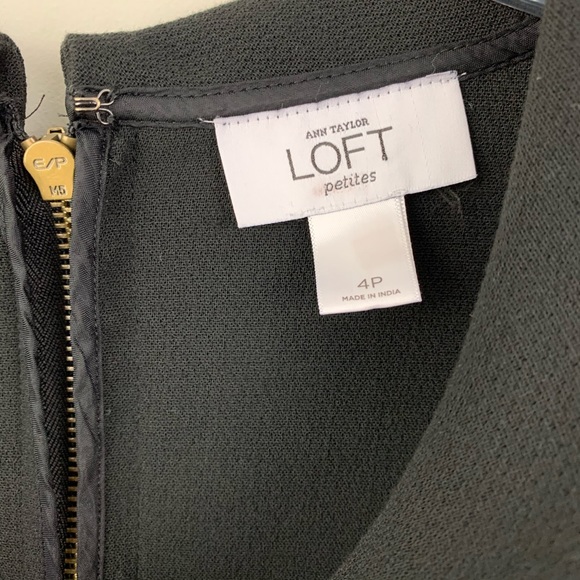 ANN TAYLOR
LOFT
petites
4P
MADE IN INDIA